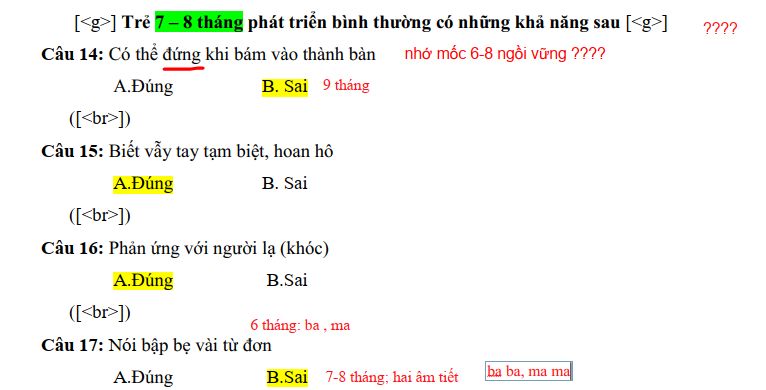 [<g>] Trẻ 7 – 8 tháng phát triển bình thường có những khả năng sau [<g>] ????
Câu 14: Có thể đứng khi bám vào thành bàn nhớ mốc 6-8 ngồi vững ????
A.Đúng B. Sai 9 tháng
([<br>])
Câu 15: Biết vẫy tay tạm biệt, hoan hô
A.Đúng B. Sai
([<br>])
Câu 16: Phản ứng với người lạ (khóc)
A.Đúng B.Sai
([<br>])
6 tháng: ba , ma
Câu 17: Nói bập bẹ vài từ đơn
A.Đúng B.Sai 7-8 tháng; hai âm tiết ba ba, ma ma